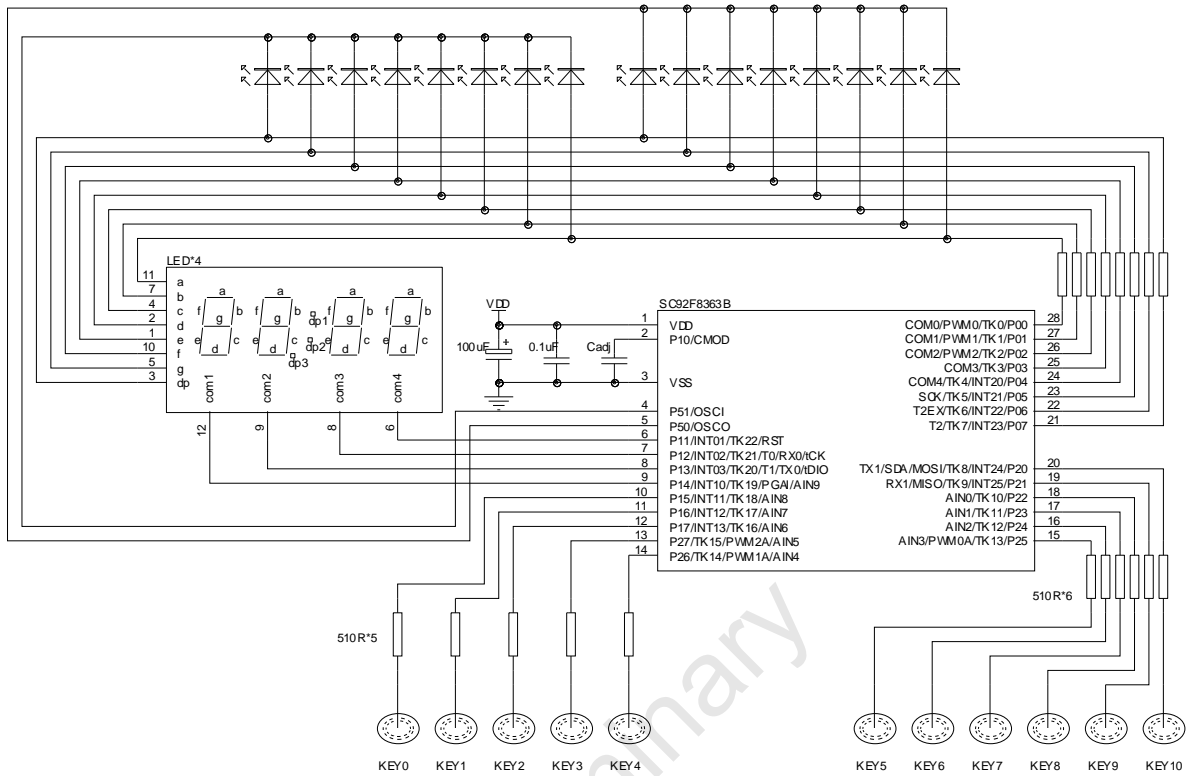 LED*4
11 a
7 b
4 c
2 d
1 e
10 f
5 g
3 dp
a f b g e c d
a f b g e c d
dp1
dp2
dp3
a f b g e c d
a f b g e c d
com1
com2
com3
com4
12
9
8
6
VDD
100uF
+
0.1uF
Cadj
SC92F8363B
1 VDD
2 P10/CMOD
3 VSS
4 P51/OSCI
5 P50/OSCO
6 P11/INT01/TK22/RST
7 P12/INT02/TK21/T0/RX0/tCK
8 P13/INT03/TK20/T1/TX0/tDIO
9 P14/INT10/TK19/PGAI/AIN9
10 P15/INT11/TK18/AIN8
11 P16/INT12/TK17/AIN7
12 P17/INT13/TK16/AIN6
13 P27/TK15/PWM2A/AIN5
14 P26/TK14/PWM1A/AIN4
COM0/PWM0/TK0/P00 28
COM1/PWM1/TK1/P01 27
COM2/PWM2/TK2/P02 26
COM3/TK3/P03 25
COM4/TK4/INT20/P04 24
SCK/TK5/INT21/P05 23
T2EX/TK6/INT22/P06 22
T2/TK7/INT23/P07 21
TX1/SDA/MOSI/TK8/INT24/P20 20
RX1/MISO/TK9/INT25/P21 19
AIN0/TK10/P22 18
AIN1/TK11/P23 17
AIN2/TK12/P24 16
AIN3/PWM0A/TK13/P25 15
510R*5
510R*6
KEY0 KEY1 KEY2 KEY3 KEY4 KEY5 KEY6 KEY7 KEY8 KEY9 KEY10